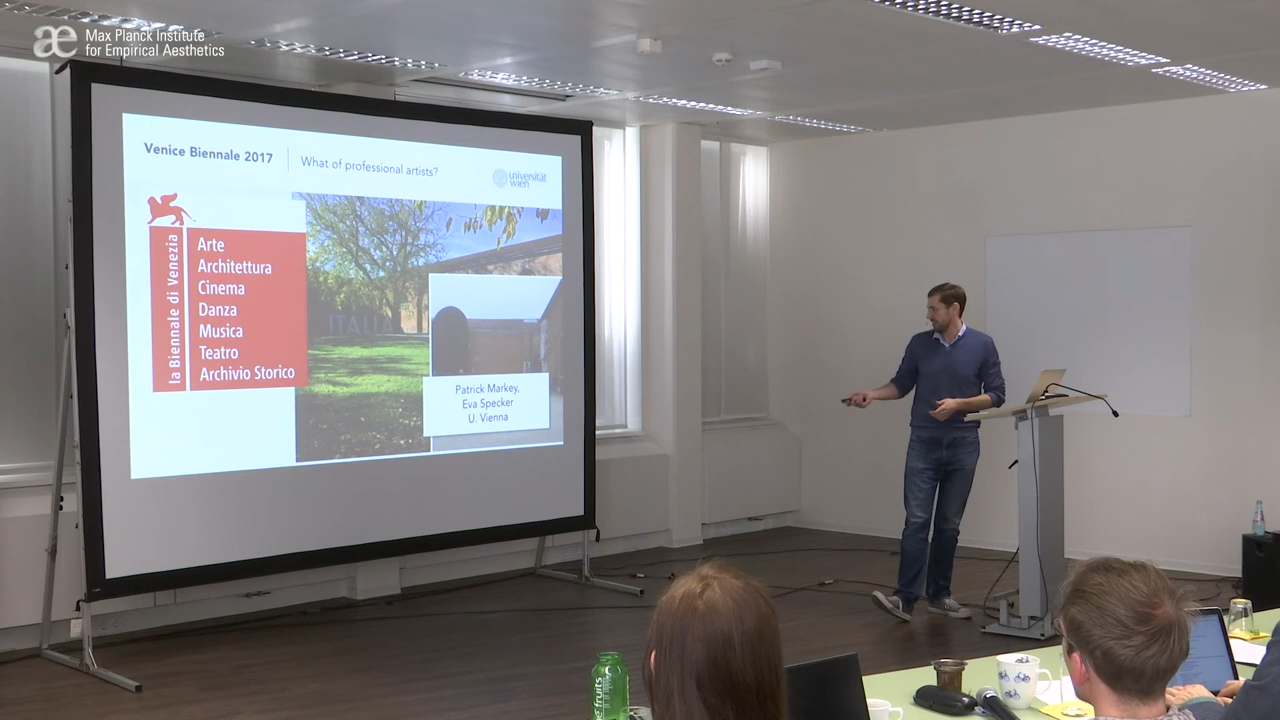 æ Max Planck Institute
for Empirical Aesthetics
Venice Biennale 2017 | What of professional artists?
universität
wien
la Biennale di Venezia
Arte
Architettura
Cinema
Danza
Musica
Teatro
Archivio Storico
ITALIA
Patrick Markey,
Eva Specker
U. Vienna
fruits